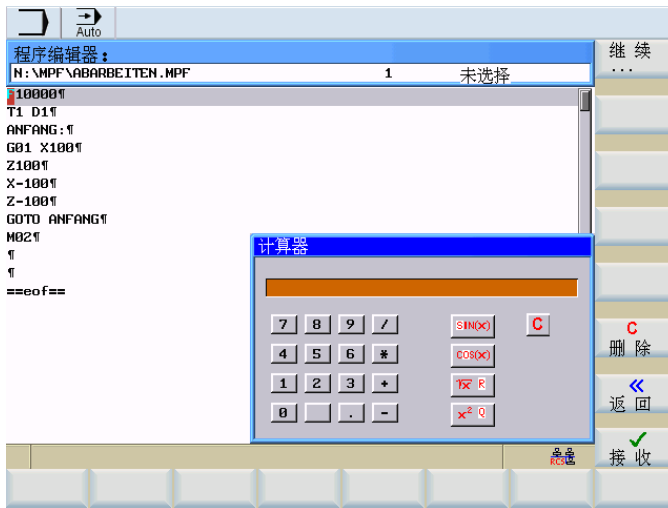 Auto
程序编辑器:
继 续
...
N:\MPF\ABARBEITEN.MPF 1 未选择
10000¶
T1 D1¶
ANFANG:¶
G01 X100¶
Z100¶
X-100¶
Z-100¶
GOTO ANFANG¶
M02¶
¶
¶
==eof==
计算器
7 8 9 / SIN(x) C
4 5 6 * COS(x)
1 2 3 + √x R
0 . - x² Q
C
删 除
«
返 回
接 收
RCS